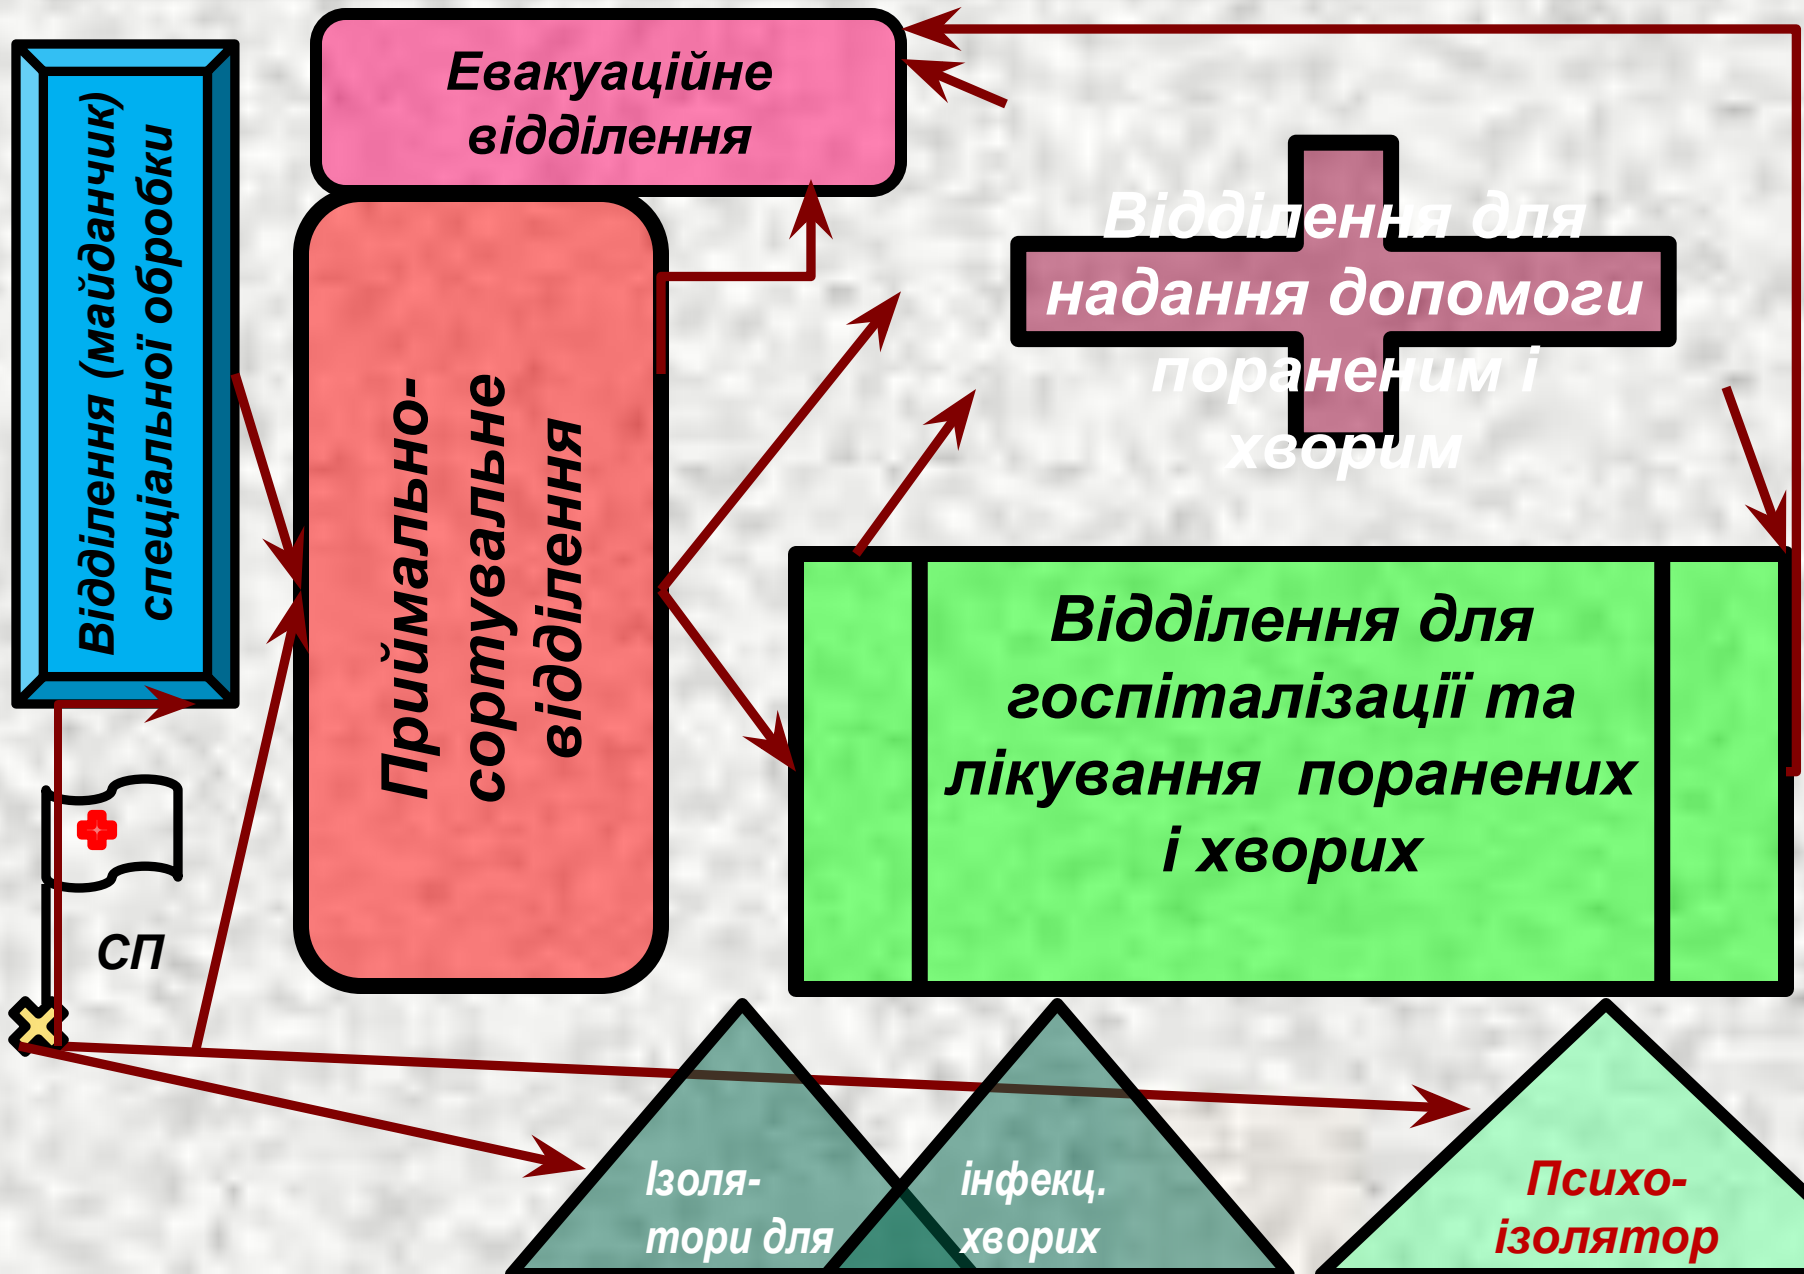 Евакуаційне
відділення
Відділення (майданчик)
спеціальної обробки
Приймально-
сортувальне
відділення
Відділення для
надання допомоги
пораненим і
хворим
Відділення для
госпіталізації та
лікування поранених
і хворих
СП
Ізоля-
тори для
інфекц.
хворих
Психо-
ізолятор